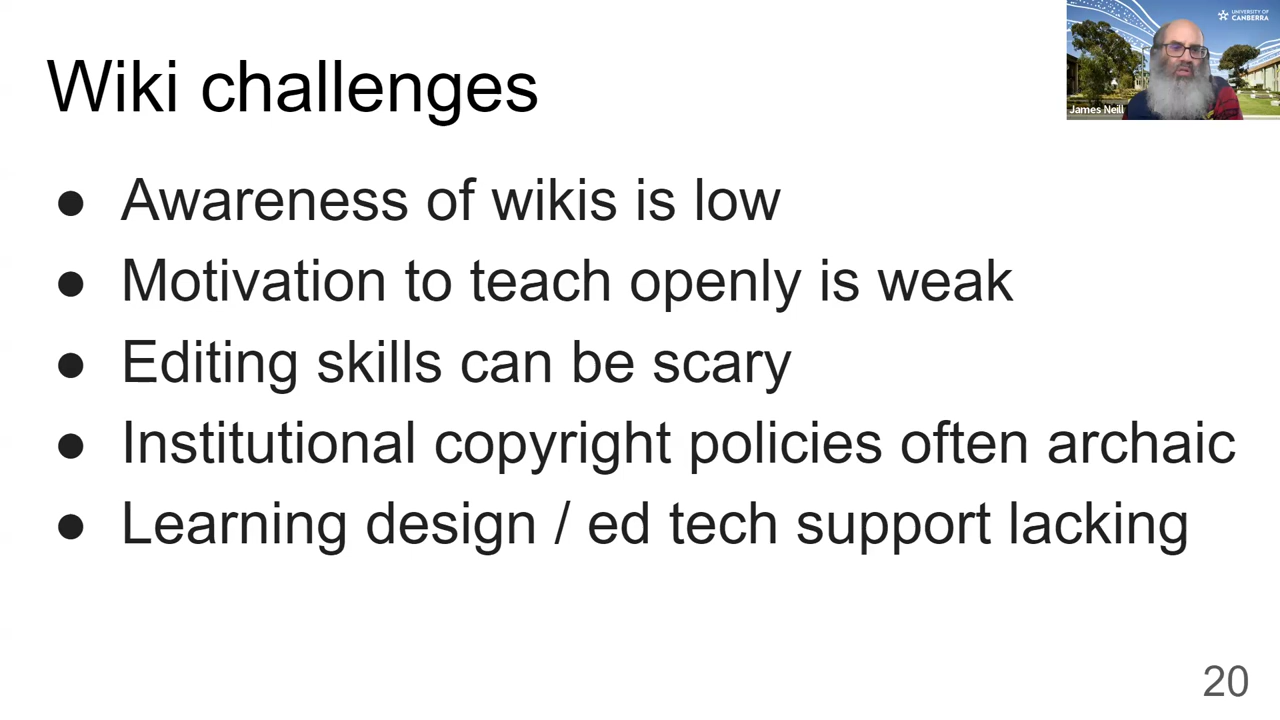 Wiki challenges
UNIVERSITY OF
CANBERRA
James Neill
● Awareness of wikis is low
● Motivation to teach openly is weak
● Editing skills can be scary
● Institutional copyright policies often archaic
● Learning design / ed tech support lacking
20